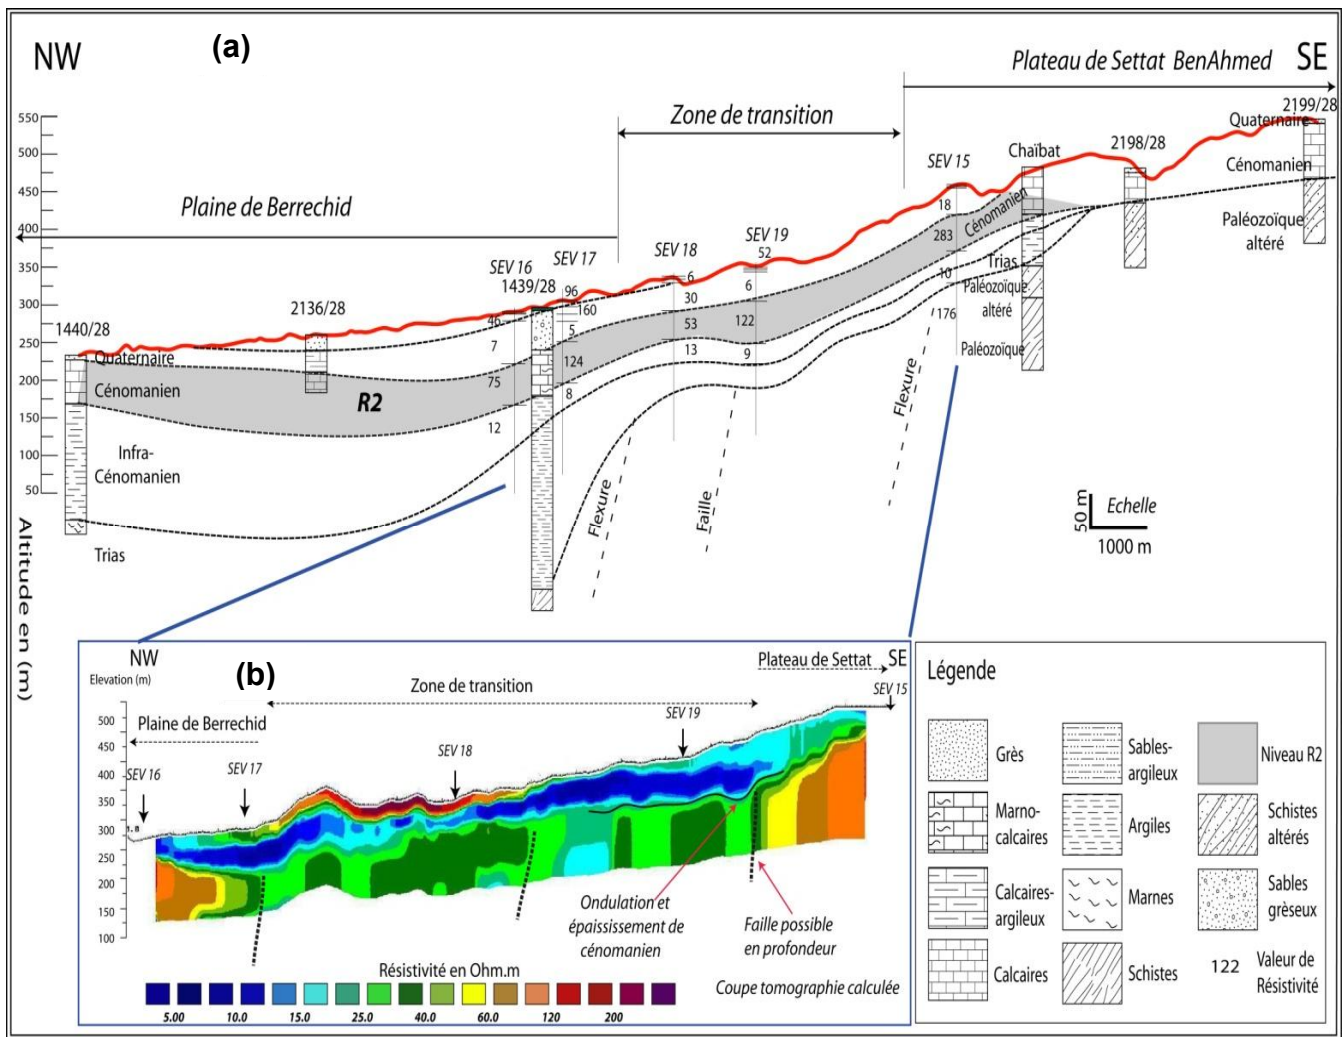 NW
(a)
Plateau de Settat BenAhmed
SE
Zone de transition
Plaine de Berrechid
550
500
450
400
350
300
250
200
150
100
50
Altitude en (m)
1440/28
2136/28
SEV 16
1439/28
SEV 17
SEV 18
SEV 19
SEV 15
Chaïbat
2198/28
2199/28
Quaternaire
Cénomanien
Infra-
Cénomanien
Trias
R2
46
7
75
12
96
160
5
124
8
6
30
53
13
52
6
122
9
18
283
10
176
Cénomanien
Trias
Paléozoïque
altéré
Paléozoïque
Quaternaire
Cénomanien
Paléozoïque
altéré
Flexure
Faille
Flexure
50 m
Echelle
1000 m
NW
(b)
Plateau de Settat
SE
Elevation (m)
Zone de transition
SEV 15
Plaine de Berrechid
500
450
400
350
300
250
200
150
100
SEV 16
SEV 17
SEV 18
SEV 19
Ondulation et
épaississement de
cénomanien
Faille possible
en profondeur
Résistivité en Ohm.m
Coupe tomographie calculée
5.00
10.0
15.0
25.0
40.0
60.0
120
200
Légende
Grès
Sables-
argileux
Niveau R2
Marno-
calcaires
Argiles
Schistes
altérés
Calcaires-
argileux
Marnes
Sables
grèseux
Calcaires
Schistes
122
Valeur de
Résistivité